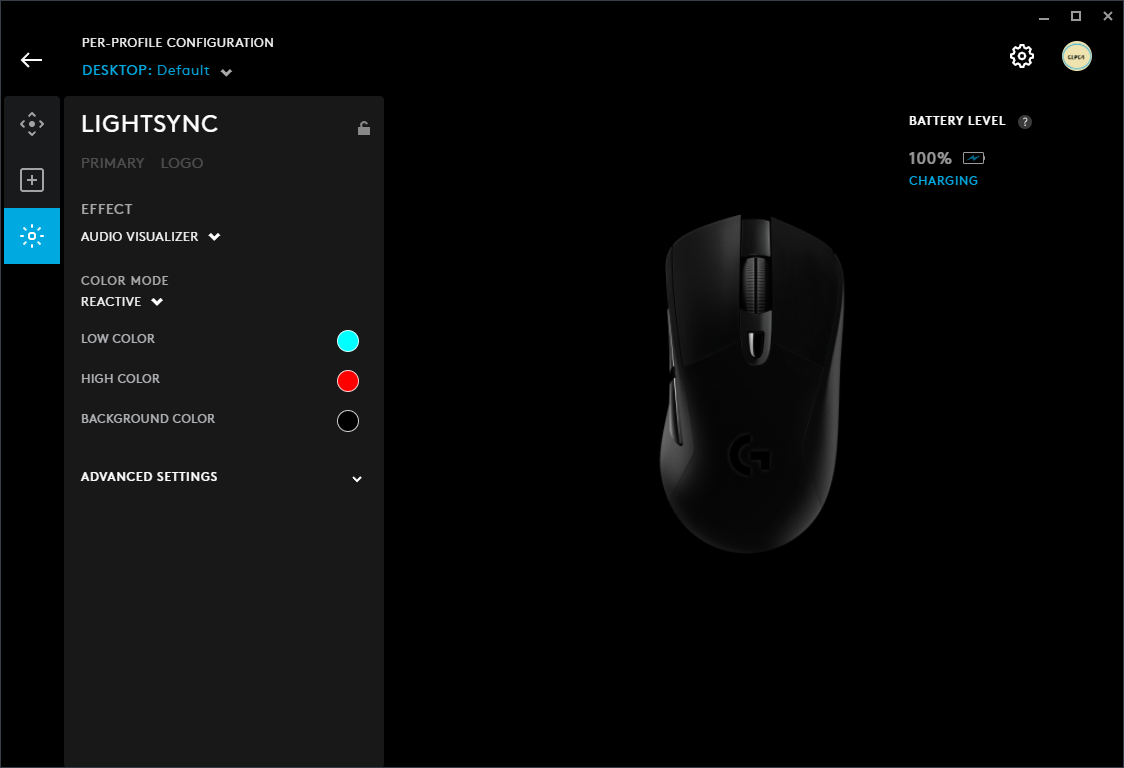 PER-PROFILE CONFIGURATION
DESKTOP: Default
LIGHTSYNC
PRIMARY LOGO
EFFECT
AUDIO VISUALIZER
COLOR MODE
REACTIVE
LOW COLOR
HIGH COLOR
BACKGROUND COLOR
ADVANCED SETTINGS
BATTERY LEVEL ?
100%
CHARGING